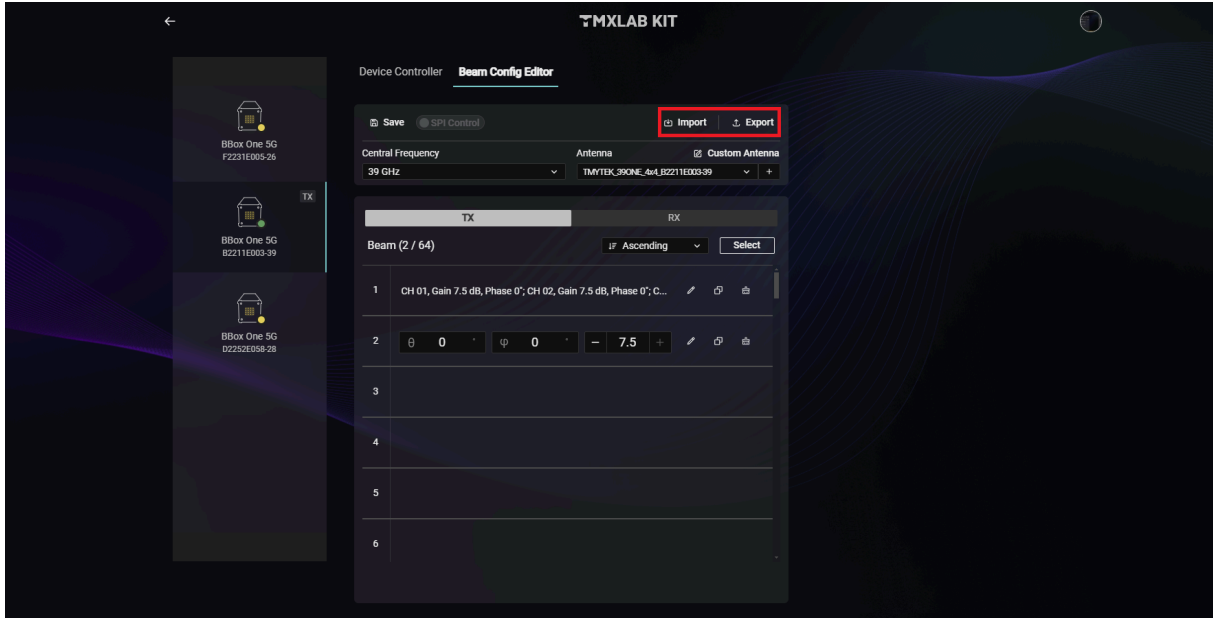 TMXLAB KIT
Device Controller Beam Config Editor
Save SPI Control Import Export
Central Frequency Antenna Custom Antenna
39 GHz TMYTEK_39ONE_4x4_B2211E003-39 +
BBox One 5G
F2231E005-26
TX
BBox One 5G
B2211E003-39
BBox One 5G
D2252E058-28
TX RX
Beam (2 / 64) Ascending Select
1 CH 01, Gain 7.5 dB, Phase 0°; CH 02, Gain 7.5 dB, Phase 0°; C...
2 θ 0 ° φ 0 ° − 7.5 +
3
4
5
6